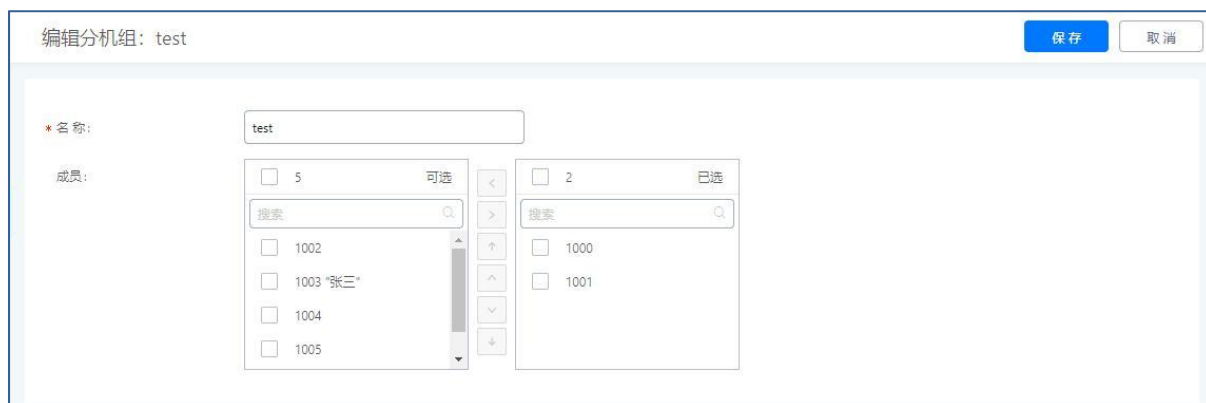 编辑分机组：test
保存
取消
* 名称：
test
成员：
5 可选
2 已选
搜索
搜索
1002
1003 "张三"
1004
1005
1000
1001